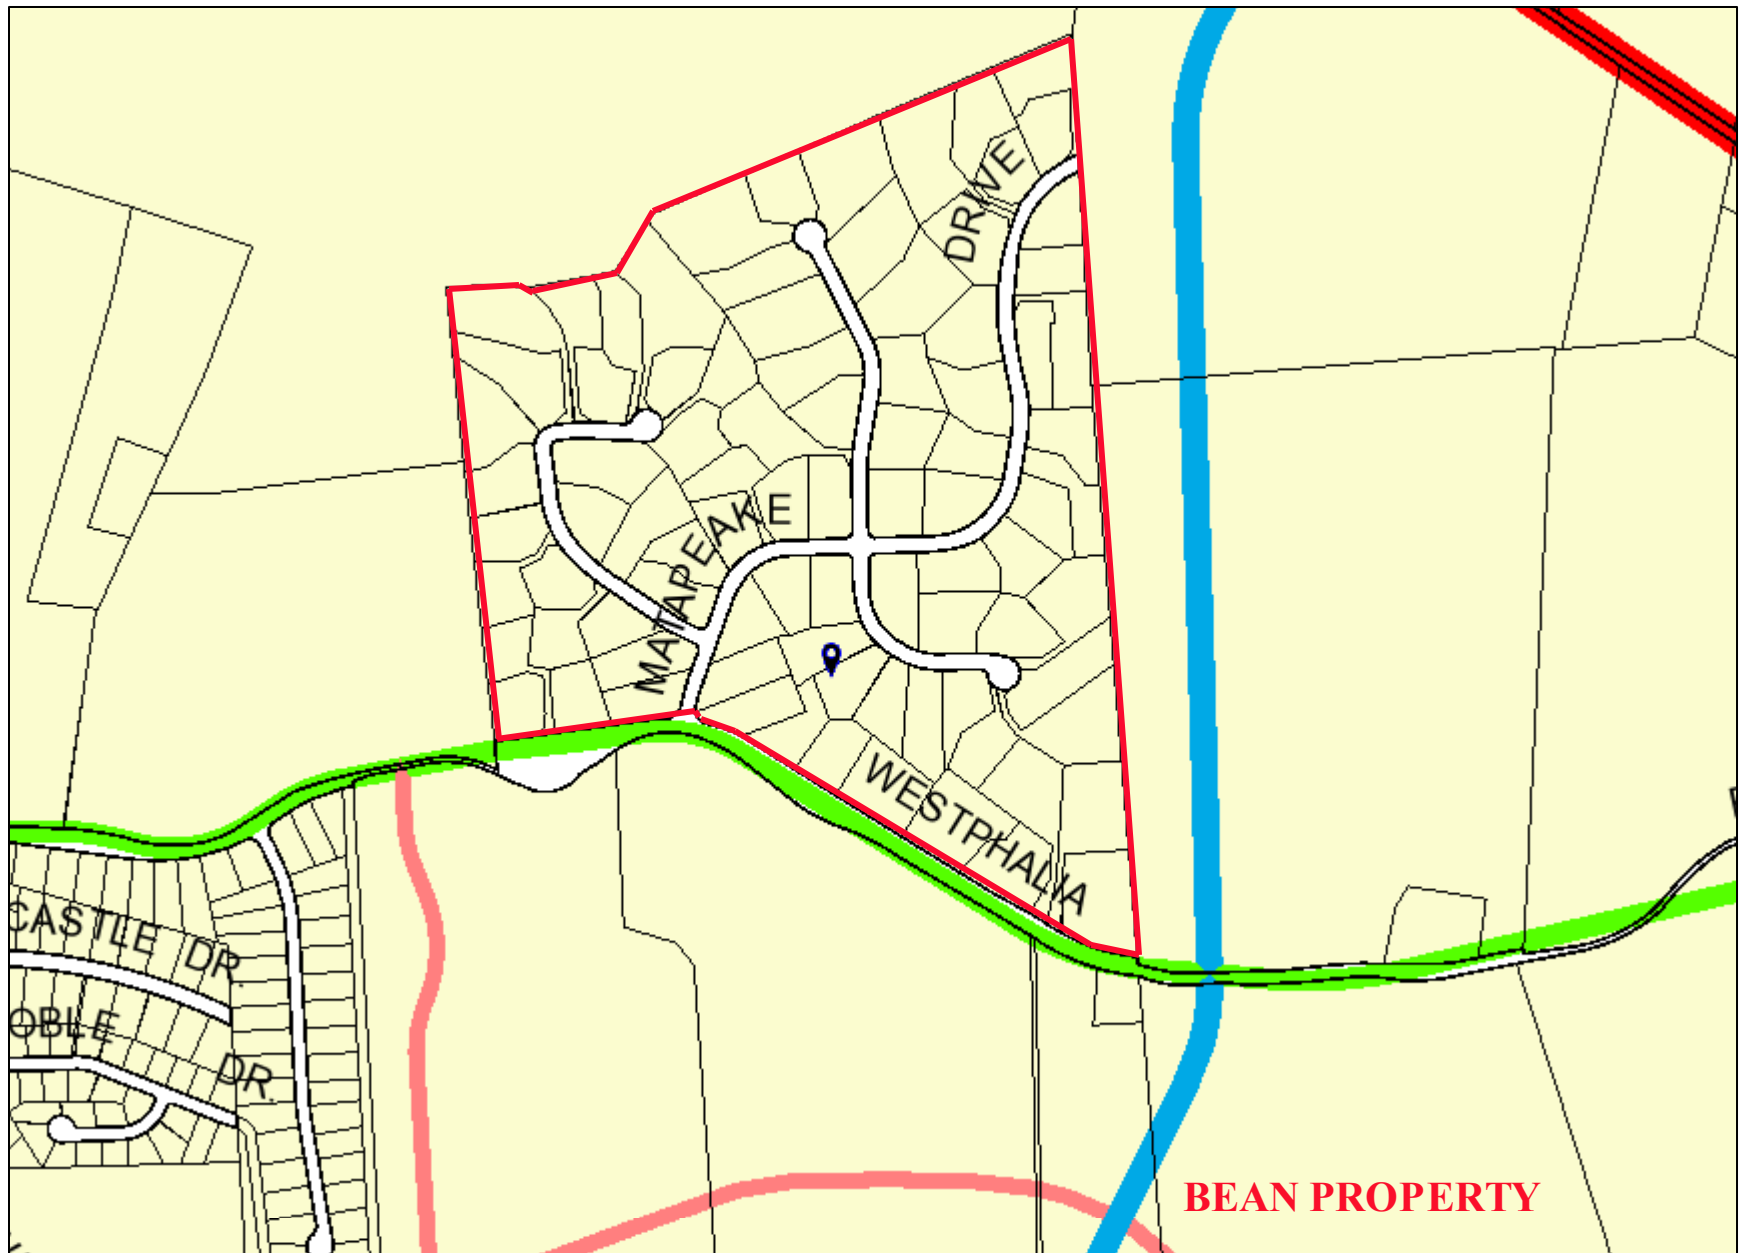 DRIVE
MATAPEAKE
WESTPHALIA
CASTLE DR.
OBLE DR.
BEAN PROPERTY